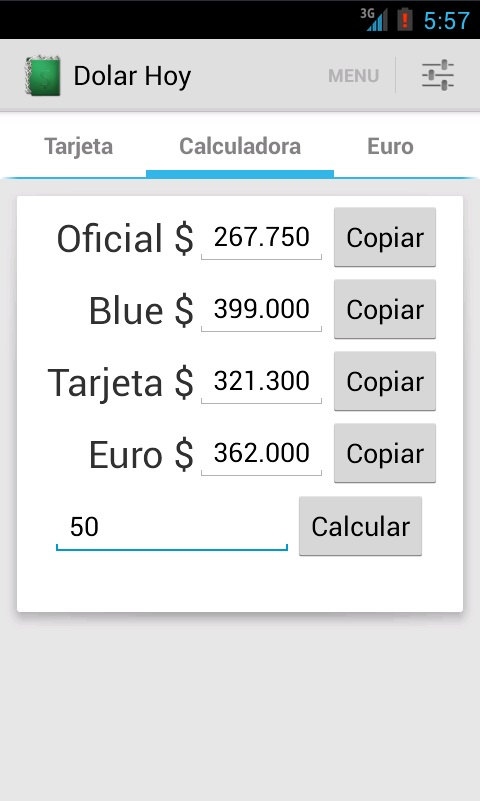 3G 5:57
Dolar Hoy MENU
Tarjeta Calculadora Euro
Oficial $ 267.750 Copiar
Blue $ 399.000 Copiar
Tarjeta $ 321.300 Copiar
Euro $ 362.000 Copiar
50 Calcular